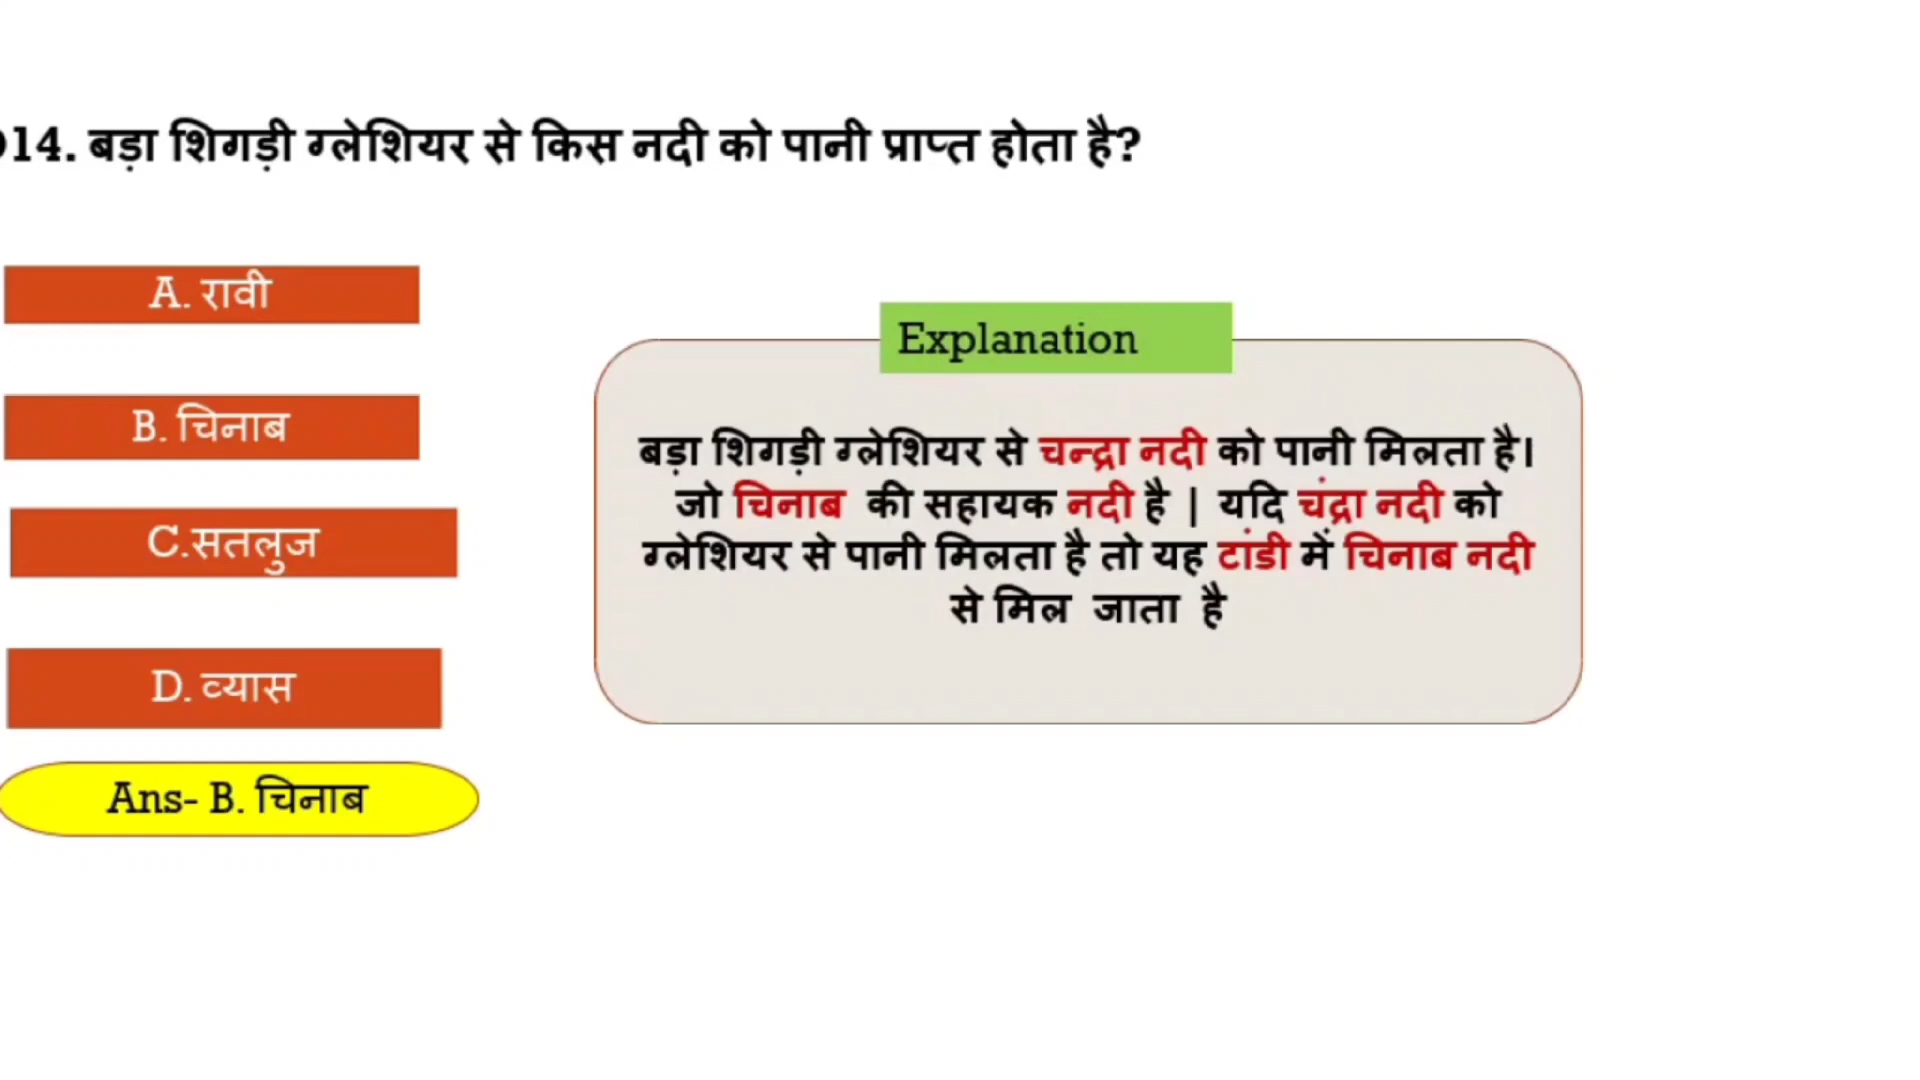 14. बड़ा शिगड़ी ग्लेशियर से किस नदी को पानी प्राप्त होता है?
A. रावी
B. चिनाब
C.सतलुज
D. व्यास
Ans- B. चिनाब
Explanation
बड़ा शिगड़ी ग्लेशियर से चन्द्रा नदी को पानी मिलता है।
जो चिनाब की सहायक नदी है | यदि चंद्रा नदी को
ग्लेशियर से पानी मिलता है तो यह टांडी में चिनाब नदी
से मिल जाता है